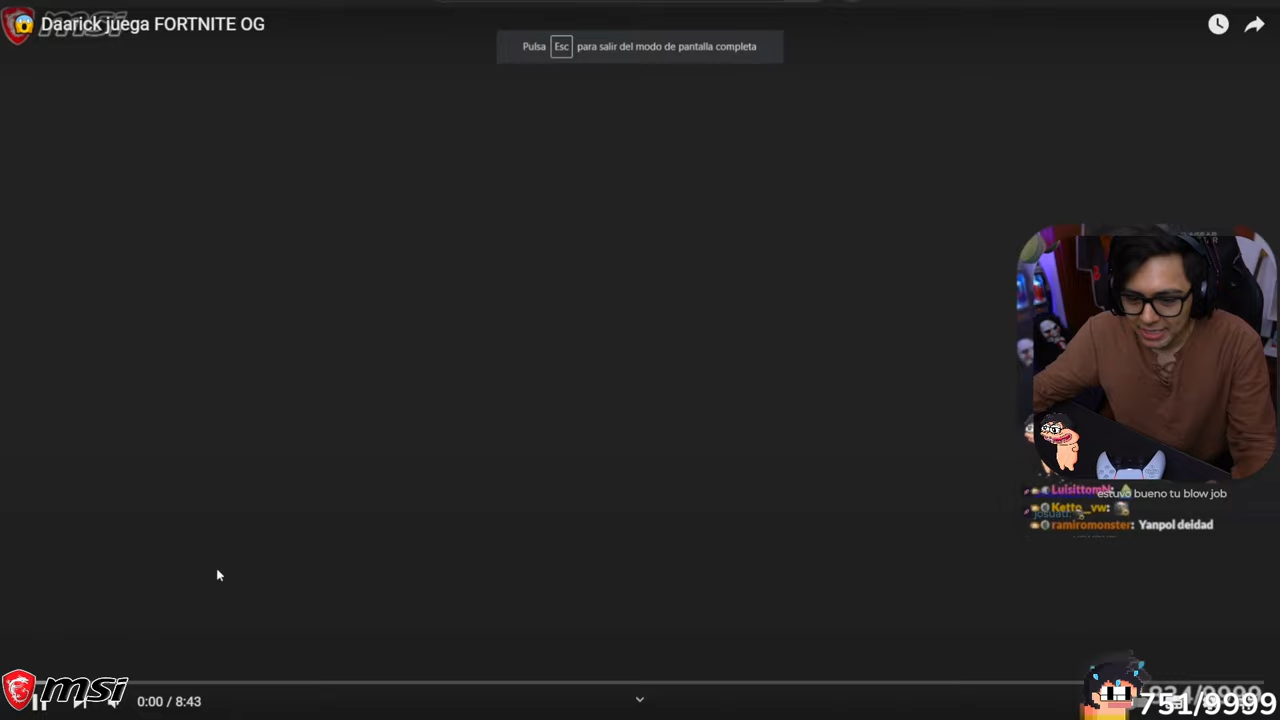 😱 Daarick juega FORTNITE OG
Pulsa Esc para salir del modo de pantalla completa
LuisittomN:
estuvo bueno tu blow job
Ketto_vw:
ramiromonster: Yanpol deidad
msi
0:00 / 8:43
751/9999